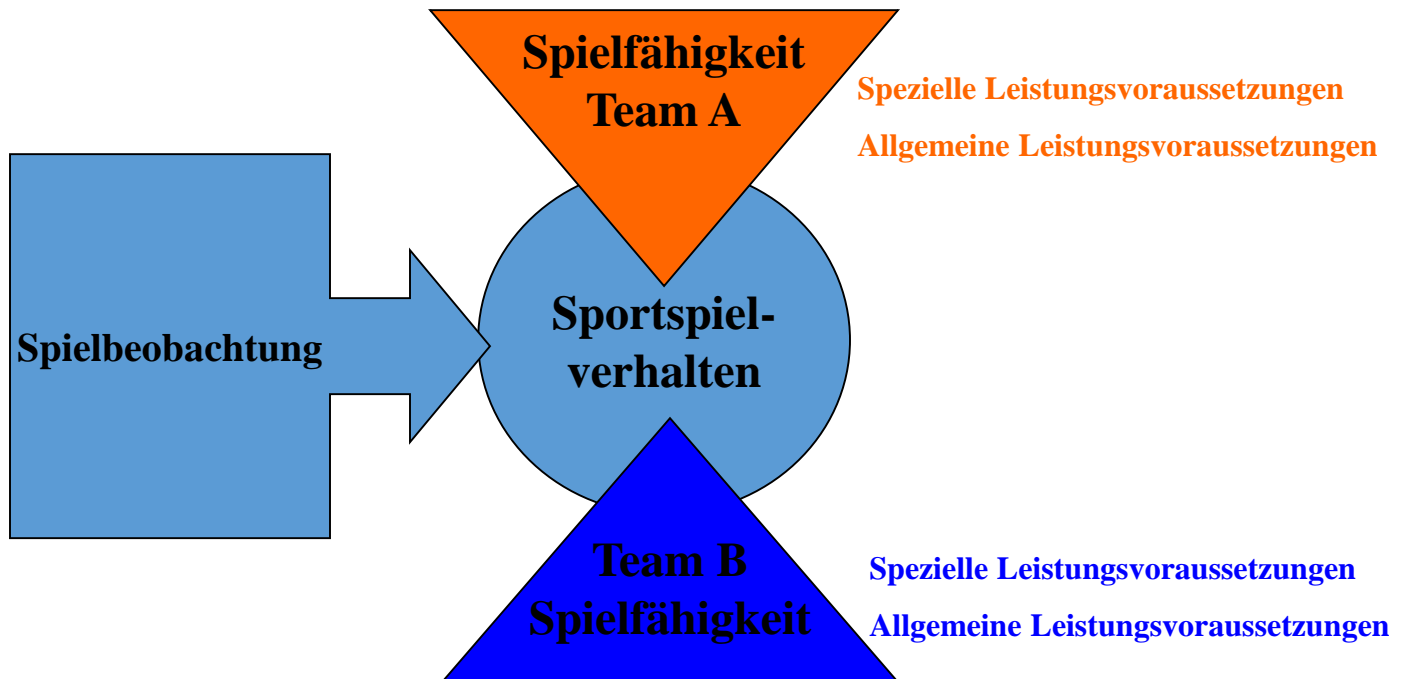 Spielfähigkeit
Team A
Spezielle Leistungsvoraussetzungen
Allgemeine Leistungsvoraussetzungen
Spielbeobachtung
Sportspiel-
verhalten
Team B
Spielfähigkeit
Spezielle Leistungsvoraussetzungen
Allgemeine Leistungsvoraussetzungen